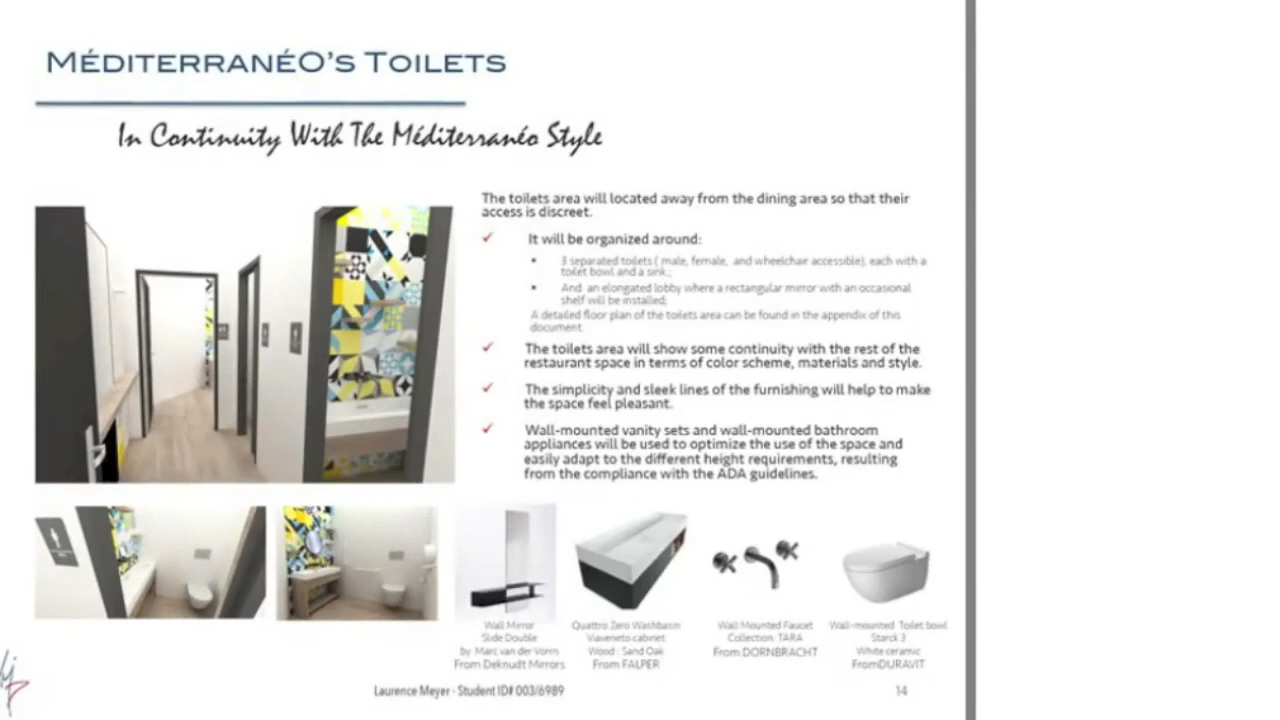 MÉDITERRANÉO'S TOILETS
In Continuity With The Méditerranéo Style
The toilets area will located away from the dining area so that their
access is discreet.
✓ It will be organized around:
• 3 separated toilets ( male, female, and wheelchair accessible), each with a
toilet bowl and a sink.;
• And an elongated lobby where a rectangular mirror with an occasional
shelf will be installed;
A detailed floor plan of the toilets area can be found in the appendix of this
document.
✓ The toilets area will show some continuity with the rest of the
restaurant space in terms of color scheme, materials and style.
✓ The simplicity and sleek lines of the furnishing will help to make
the space feel pleasant.
✓ Wall-mounted vanity sets and wall-mounted bathroom
appliances will be used to optimize the use of the space and
easily adapt to the different height requirements, resulting
from the compliance with the ADA guidelines.
Wall Mirror
Slide Double
by Marc van der Vorm
From Deknudt Mirrors
Quattro Zero Washbasin
Viaveneto cabinet
Wood : Sand Oak
From FALPER
Wall Mounted Faucet
Collection TARA
From DORNBRACHT
Wall-mounted Toilet bowl
Starck 3
White ceramic
FromDURAVIT
Laurence Meyer - Student ID# 003/6989
14